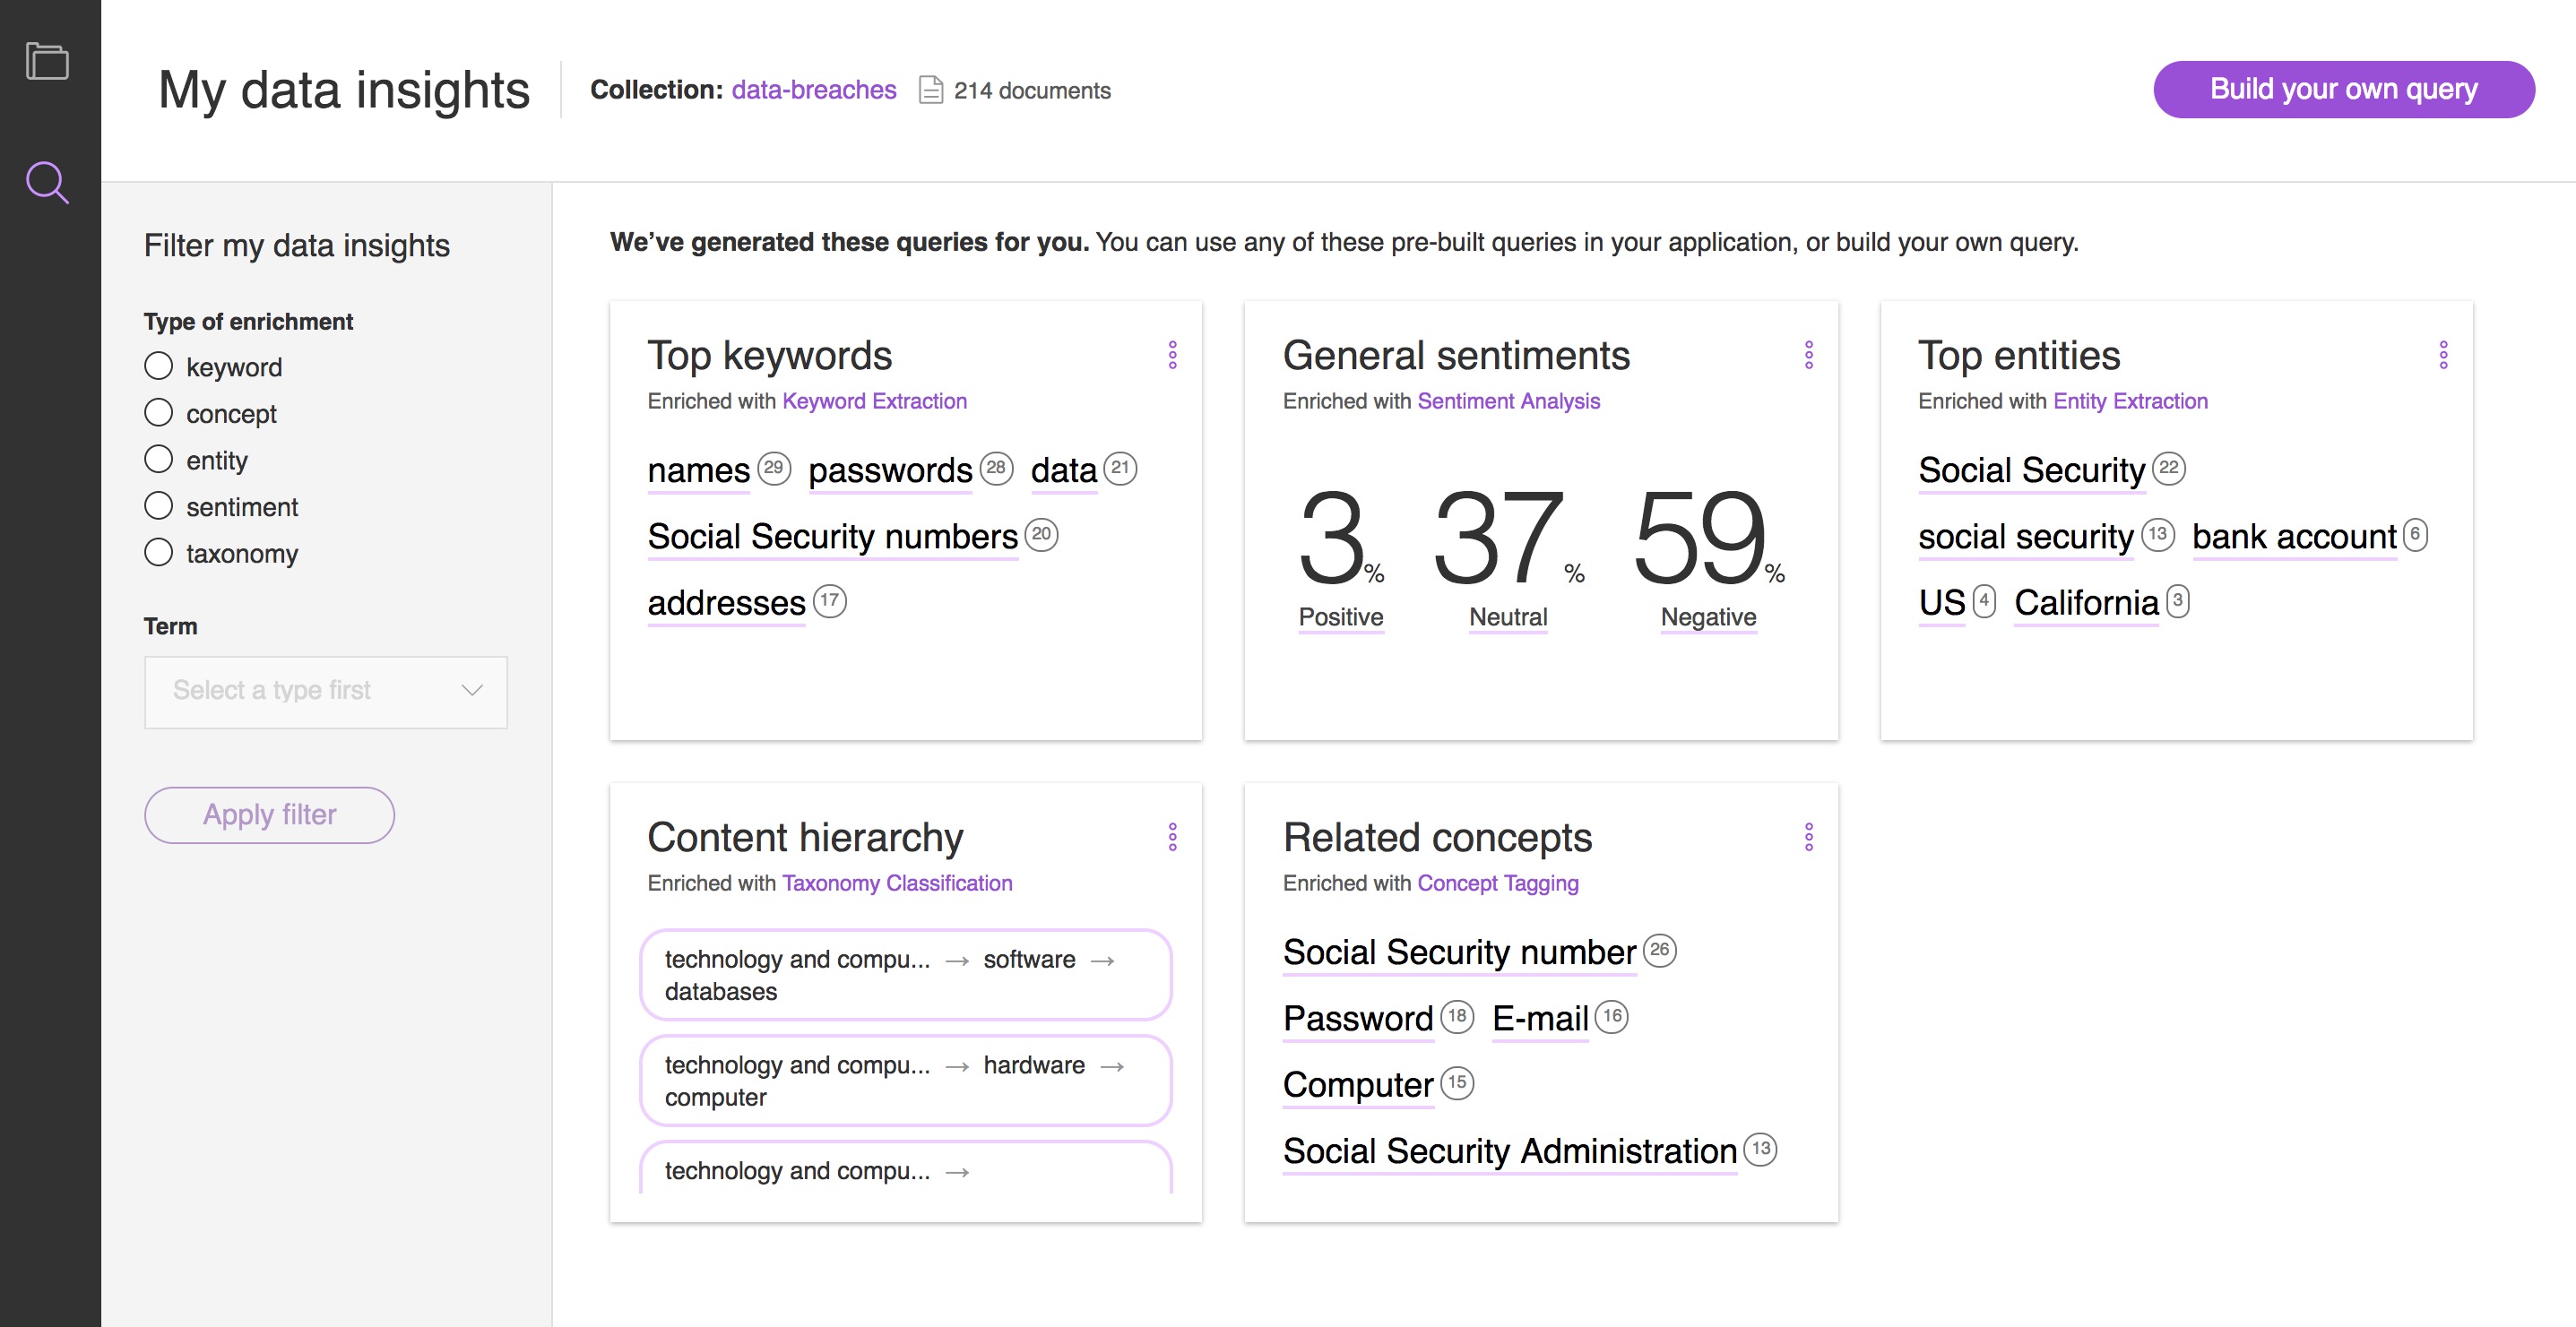 My data insights
Collection: data-breaches 214 documents
Build your own query
Filter my data insights
Type of enrichment
keyword
concept
entity
sentiment
taxonomy
Term
Select a type first
Apply filter
We’ve generated these queries for you. You can use any of these pre-built queries in your application, or build your own query.
Top keywords
Enriched with Keyword Extraction
names 29 passwords 28 data 21
Social Security numbers 20
addresses 17
General sentiments
Enriched with Sentiment Analysis
3% 37% 59%
Positive Neutral Negative
Top entities
Enriched with Entity Extraction
Social Security 22
social security 13 bank account 6
US 4 California 3
Content hierarchy
Enriched with Taxonomy Classification
technology and compu... → software →
databases
technology and compu... → hardware →
computer
technology and compu... →
Related concepts
Enriched with Concept Tagging
Social Security number 26
Password 18 E-mail 16
Computer 15
Social Security Administration 13